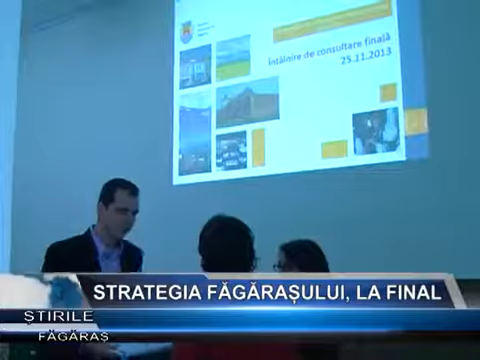 întâlnire de consultare finală
25.11.2013
STRATEGIA FĂGĂRAȘULUI, LA FINAL
ȘTIRILE
FĂGĂRAȘ